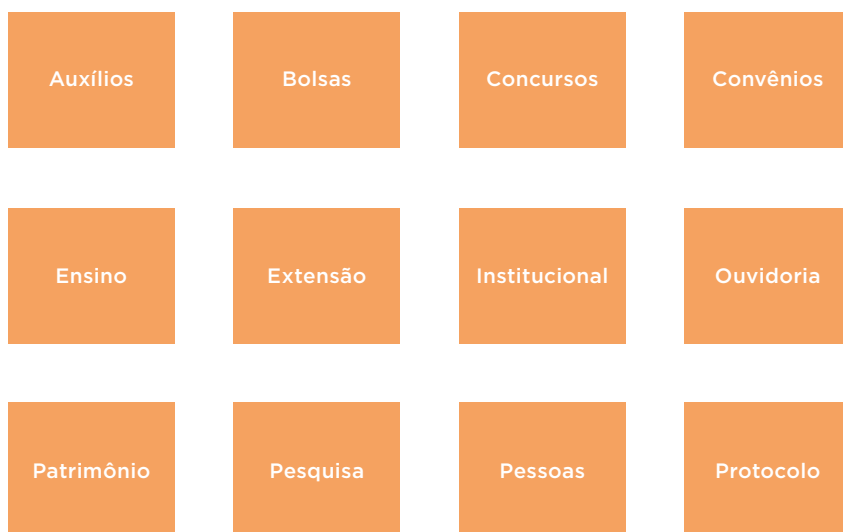 Auxílios
Bolsas
Concursos
Convênios
Ensino
Extensão
Institucional
Ouvidoria
Patrimônio
Pesquisa
Pessoas
Protocolo